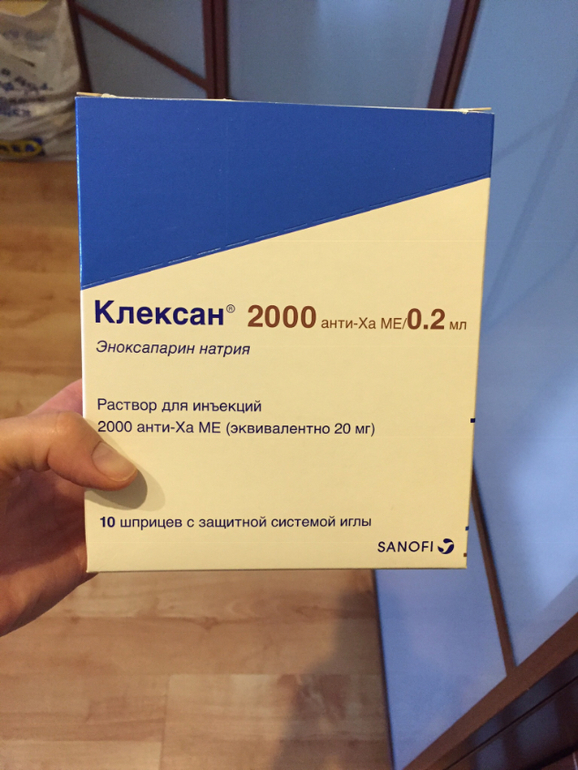 Клексан® 2000 анти-Ха МЕ/0.2 мл
Эноксапарин натрия
Раствор для инъекций
2000 анти-Ха МЕ (эквивалентно 20 мг)
10 шприцев с защитной системой иглы
SANOFI